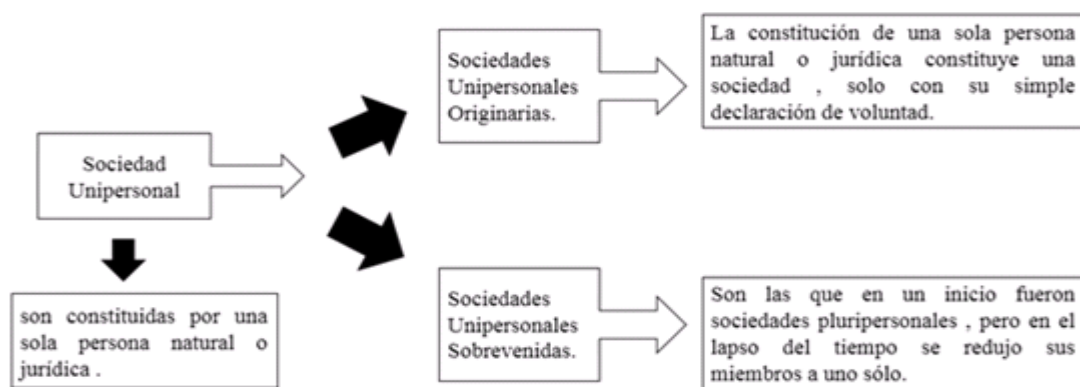 Sociedad
Unipersonal
son constituidas por una
sola persona natural o
jurídica .
Sociedades
Unipersonales
Originarias.
La constitución de una sola persona
natural o jurídica constituye una
sociedad , solo con su simple
declaración de voluntad.
Sociedades
Unipersonales
Sobrevenidas.
Son las que en un inicio fueron
sociedades pluripersonales , pero en el
lapso del tiempo se redujo sus
miembros a uno sólo.